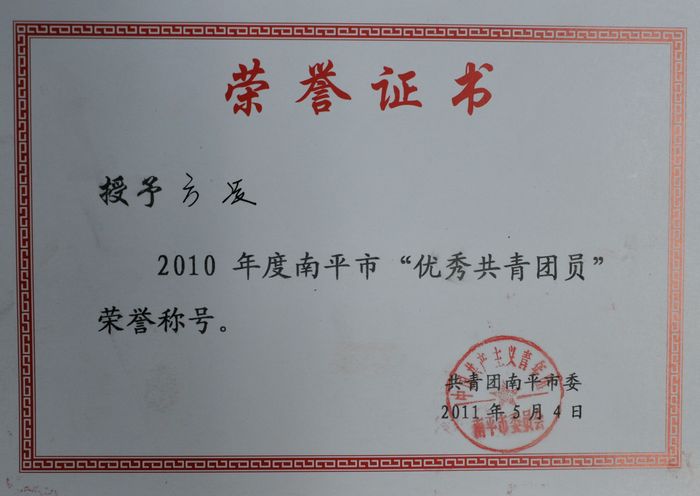 荣誉证书
授予
2010 年度南平市“优秀共青团员”
荣誉称号。
共青团南平市委
2011 年 5 月 4 日